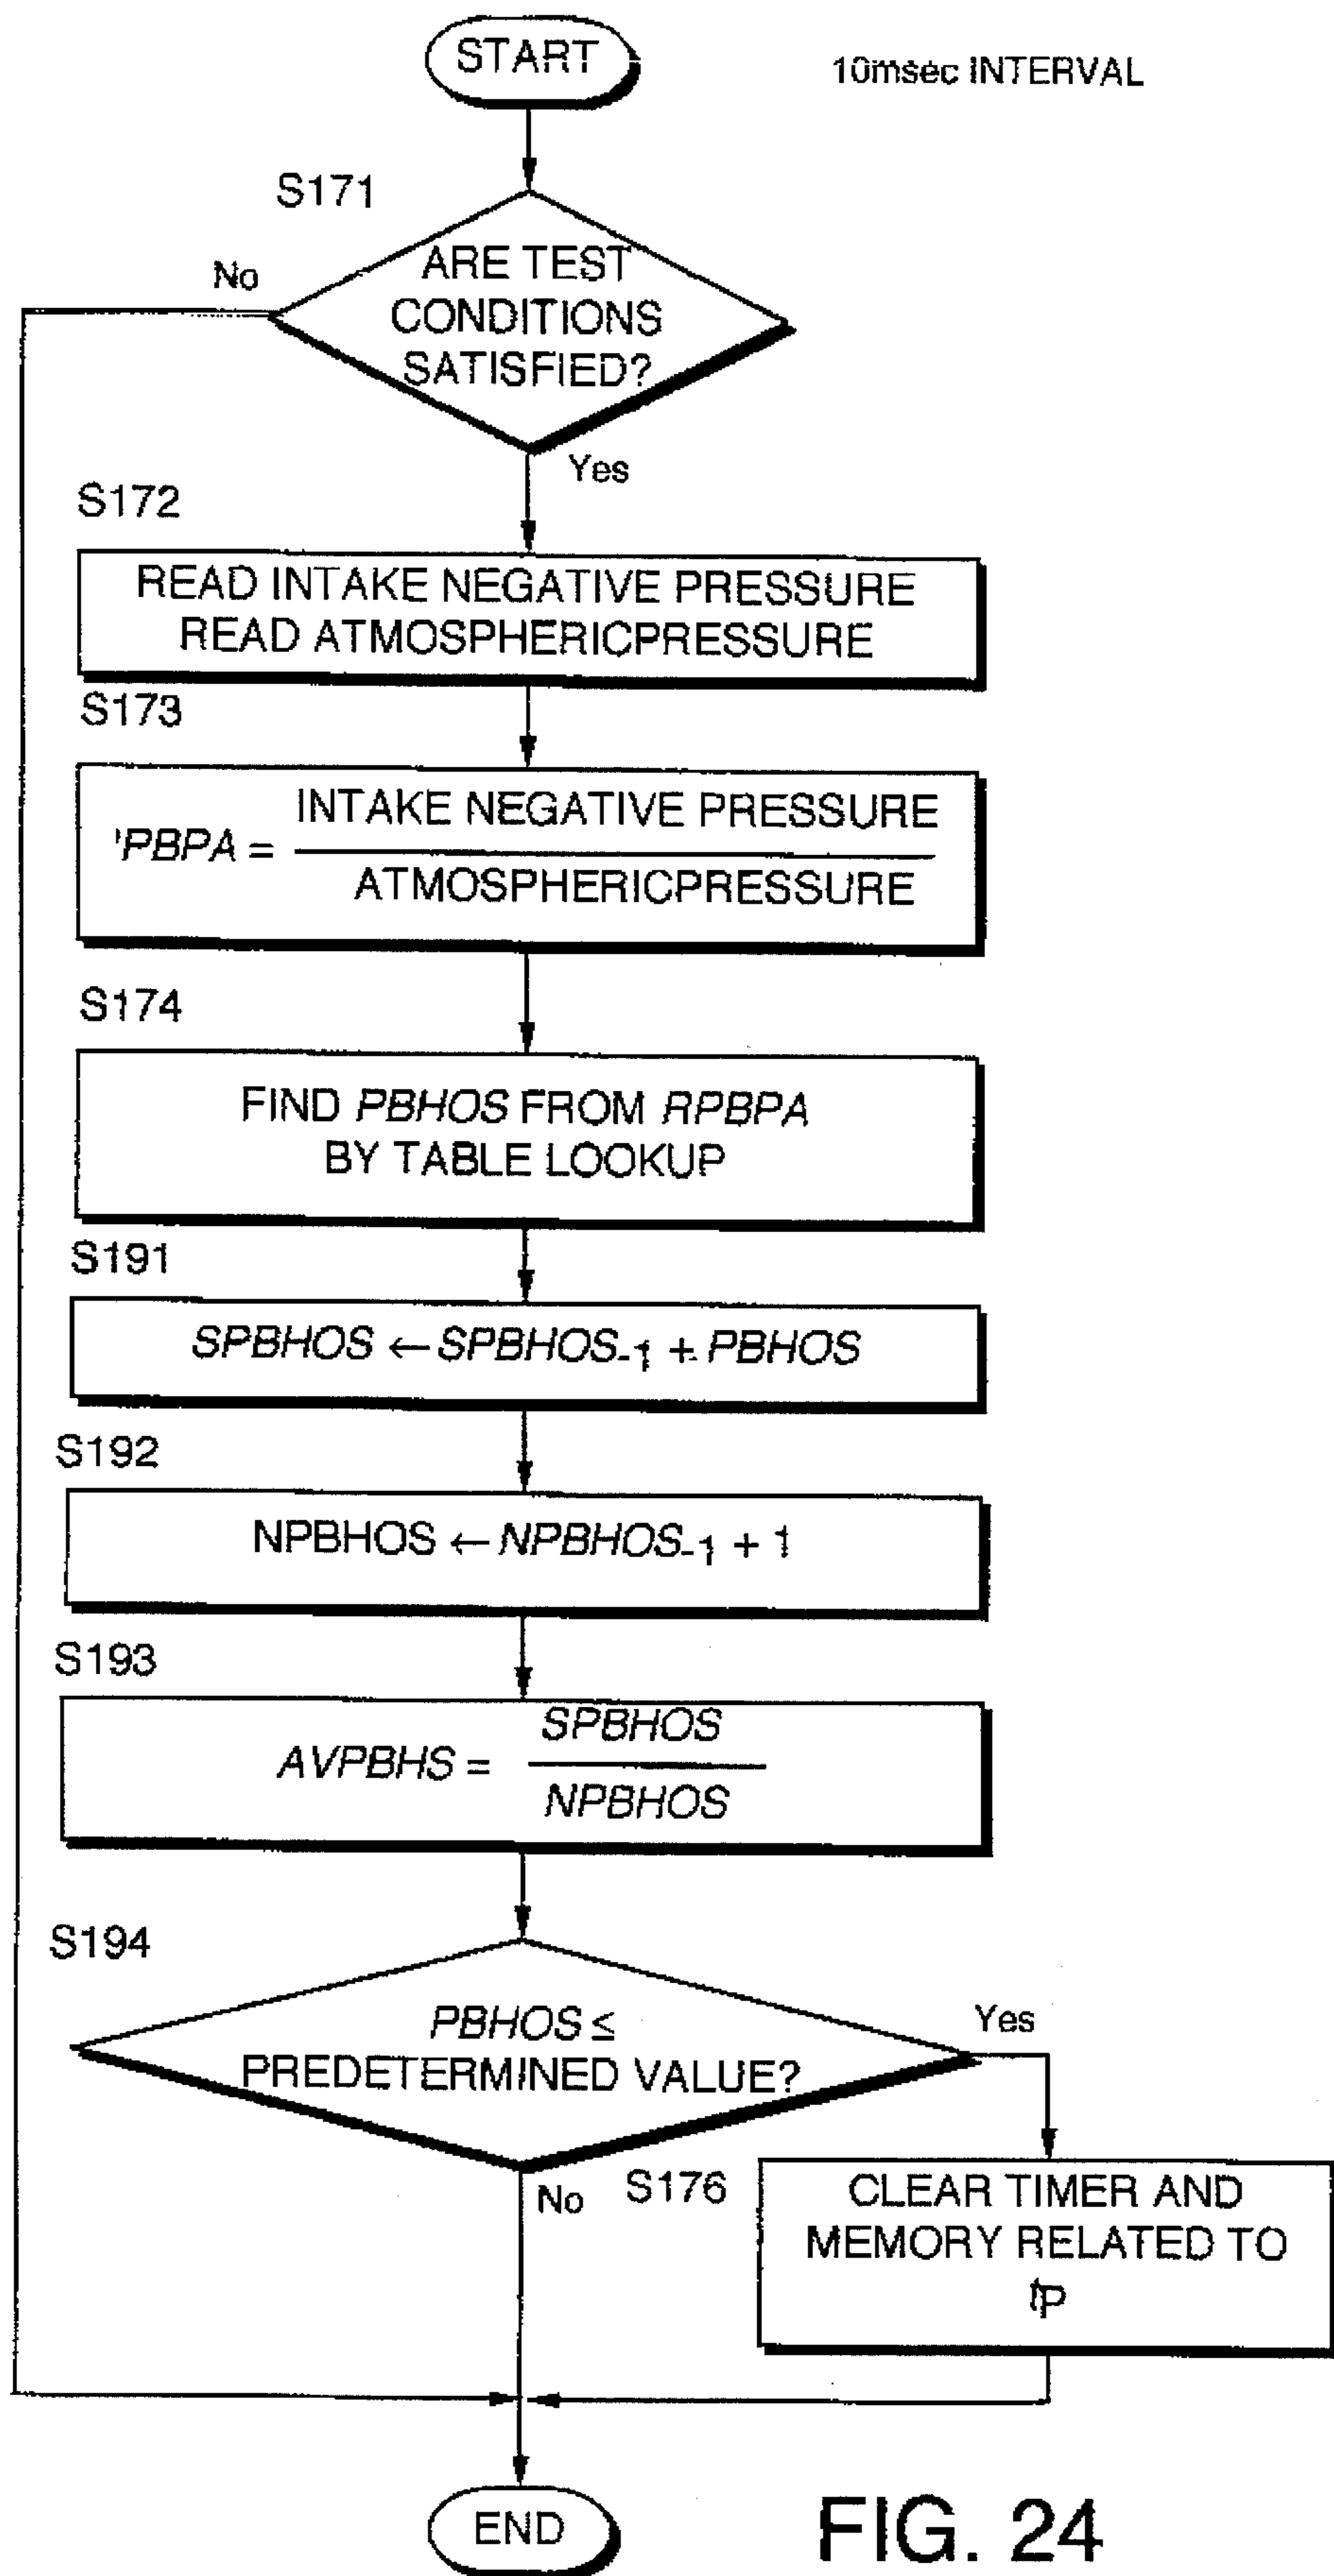 START
10msec INTERVAL
S171
ARE TEST
CONDITIONS
SATISFIED?
No
Yes
S172
READ INTAKE NEGATIVE PRESSURE
READ ATMOSPHERICPRESSURE
S173
'PBPA = INTAKE NEGATIVE PRESSURE
ATMOSPHERICPRESSURE
S174
FIND PBHOS FROM RPBPA
BY TABLE LOOKUP
S191
SPBHOS ← SPBHOS-1 + PBHOS
S192
NPBHOS ← NPBHOS-1 + 1
S193
AVPBHS = SPBHOS
NPBHOS
S194
PBHOS ≤
PREDETERMINED VALUE?
Yes
No
S176
CLEAR TIMER AND
MEMORY RELATED TO
tP
END
FIG. 24